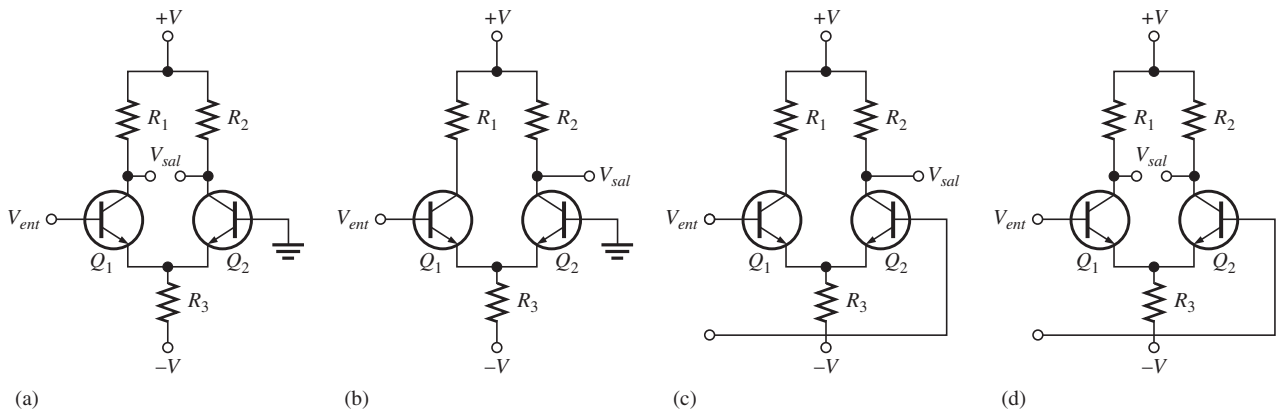 +V
R1
R2
Vsal
Vent
Q1
Q2
R3
–V
(a)
+V
R1
R2
Vsal
Vent
Q1
Q2
R3
–V
(b)
+V
R1
R2
Vsal
Vent
Q1
Q2
R3
–V
(c)
+V
R1
R2
Vsal
Vent
Q1
Q2
R3
–V
(d)